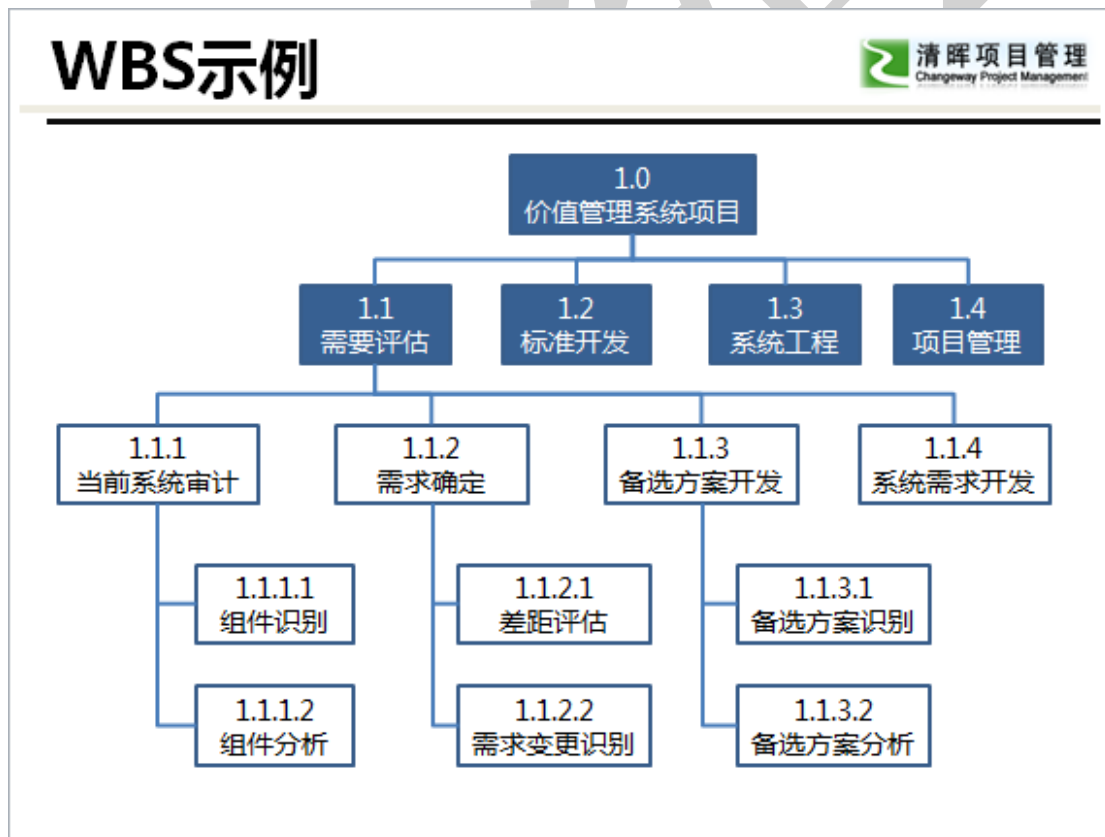 WBS示例
清晖项目管理
Changeway Project Management
1.0
价值管理系统项目
1.1
需要评估
1.2
标准开发
1.3
系统工程
1.4
项目管理
1.1.1
当前系统审计
1.1.2
需求确定
1.1.3
备选方案开发
1.1.4
系统需求开发
1.1.1.1
组件识别
1.1.2.1
差距评估
1.1.3.1
备选方案识别
1.1.1.2
组件分析
1.1.2.2
需求变更识别
1.1.3.2
备选方案分析